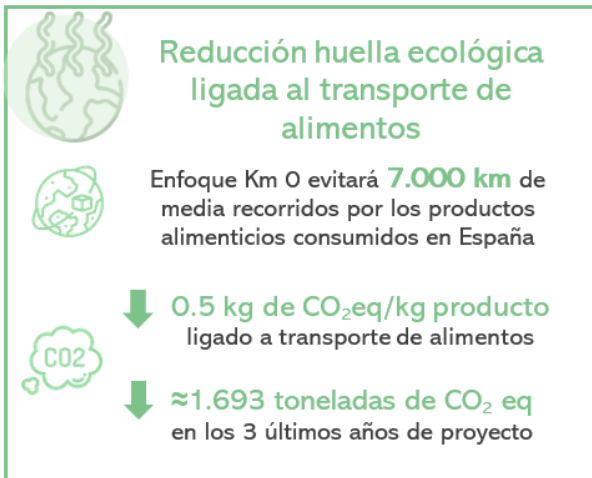 Reducción huella ecológica
ligada al transporte de
alimentos
Enfoque Km 0 evitará 7.000 km de
media recorridos por los productos
alimenticios consumidos en España
0.5 kg de CO₂eq/kg producto
ligado a transporte de alimentos
CO2
≈1.693 toneladas de CO₂ eq
en los 3 últimos años de proyecto